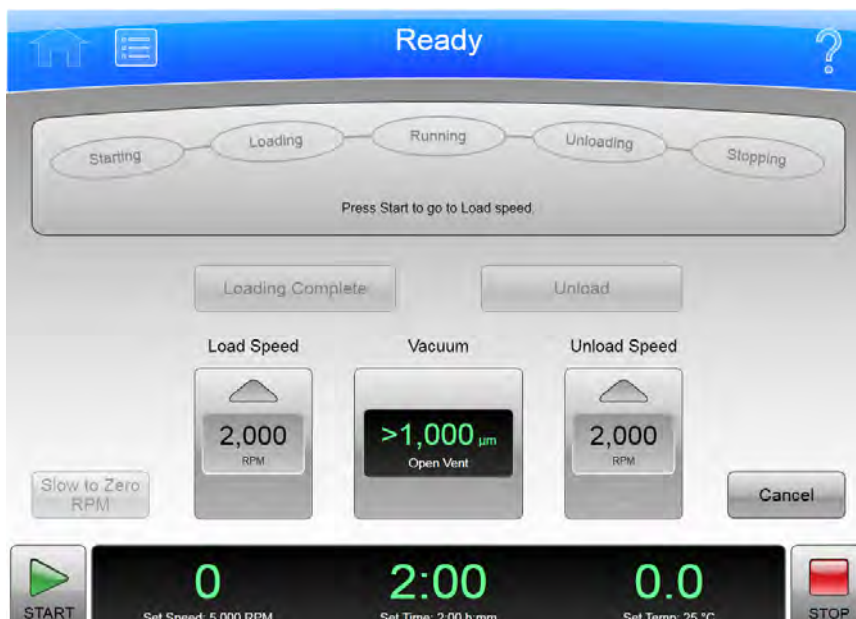 Ready
?
Starting
Loading
Running
Unloading
Stopping
Press Start to go to Load speed.
Loading Complete
Unload
Load Speed
Vacuum
Unload Speed
2,000
RPM
>1,000 µm
Open Vent
2,000
RPM
Slow to Zero
RPM
Cancel
START
0
Set Speed: 5,000 RPM
2:00
Set Time: 2:00 h:mm
0.0
Set Temp: 25 °C
STOP